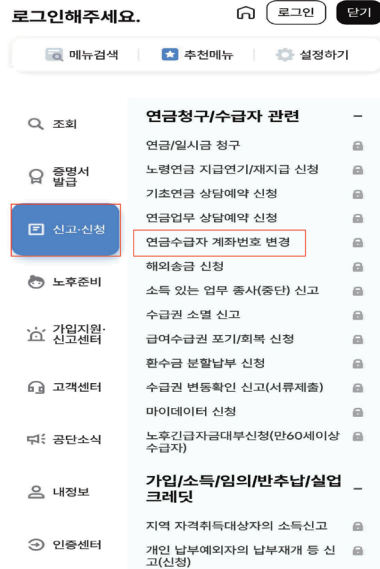 로그인해주세요.
로그인
닫기
메뉴검색
추천메뉴
설정하기
조회
증명서
발급
신고·신청
노후준비
가입지원·
신고센터
고객센터
공단소식
내정보
인증센터
연금청구/수급자 관련
연금/일시금 청구
노령연금 지급연기/재지급 신청
기초연금 상담예약 신청
연금업무 상담예약 신청
연금수급자 계좌번호 변경
해외송금 신청
소득 있는 업무 종사(중단) 신고
수급권 소멸 신고
급여수급권 포기/회복 신청
환수금 분할납부 신청
수급권 변동확인 신고(서류제출)
마이데이터 신청
노후긴급자금대부신청(만60세이상
수급자)
가입/소득/임의/반추납/실업
크레딧
지역 자격취득대상자의 소득신고
개인 납부예외자의 납부재개 등 신
고(신청)